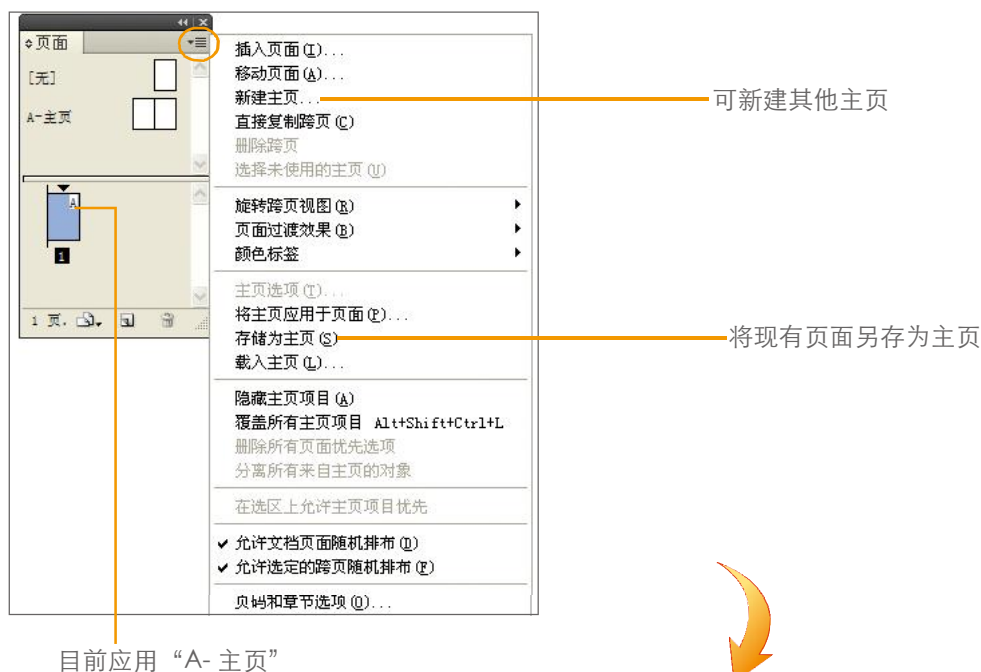 页面
[无]
A-主页
A
1
1 页.
插入页面(I)...
移动页面(A)...
新建主页...
直接复制跨页(C)
删除跨页
选择未使用的主页(U)
旋转跨页视图(R)
页面过渡效果(B)
颜色标签
主页选项(T)...
将主页应用于页面(P)...
存储为主页(S)
载入主页(L)...
隐藏主页项目(A)
覆盖所有主页项目 Alt+Shift+Ctrl+L
删除所有页面优先选项
分离所有来自主页的对象
在选区上允许主页项目优先
允许文档页面随机排布(D)
允许选定的跨页随机排布(F)
页码和章节选项(O)...
可新建其他主页
将现有页面另存为主页
目前应用“A- 主页”